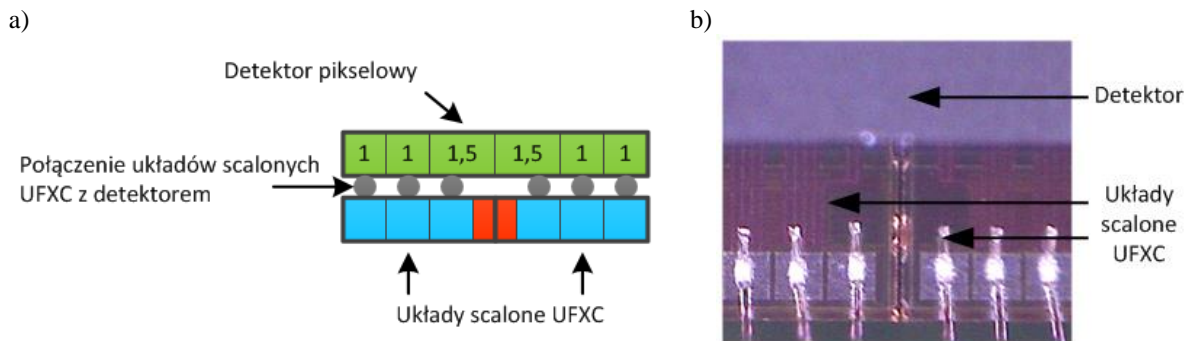 a)
Detektor pikselowy
1 1 1,5 1,5 1 1
Połączenie układów scalonych
UFXC z detektorem
Układy scalone UFXC
b)
Detektor
Układy
scalone
UFXC